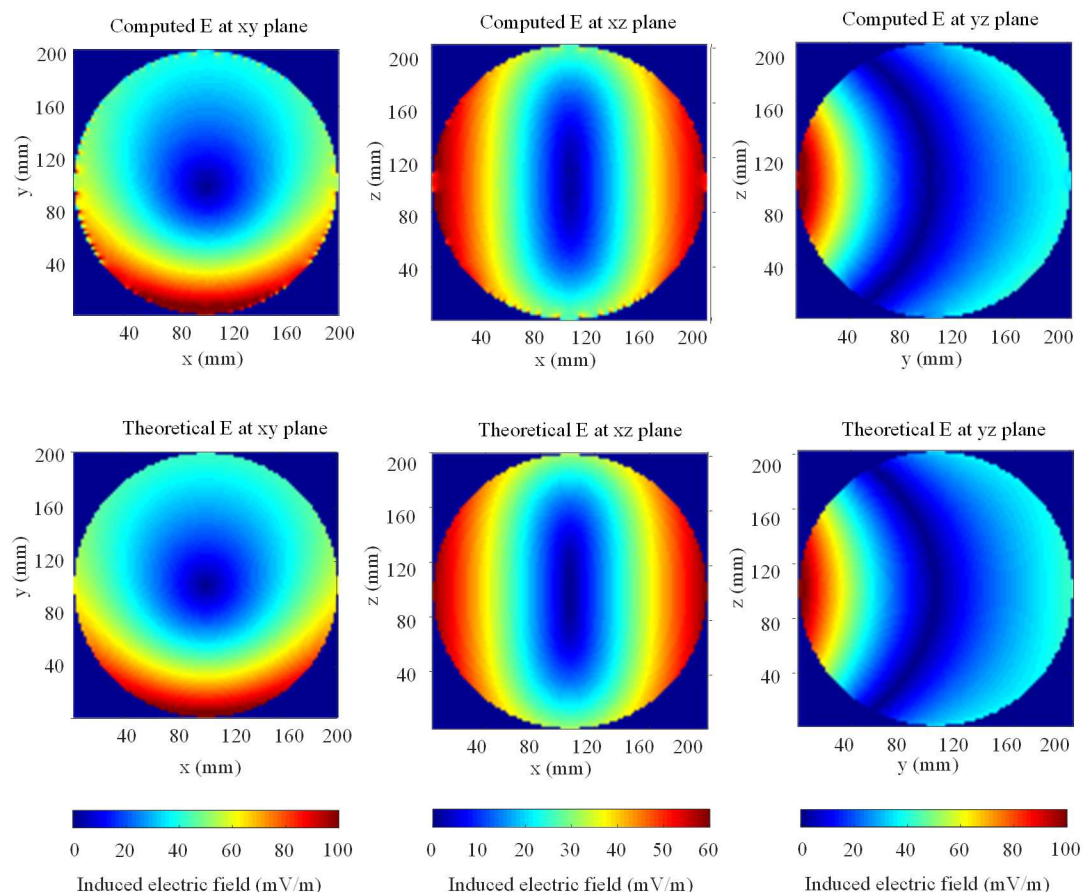 Computed E at xy plane
200
160
120
80
40
y (mm)
40 80 120 160 200
x (mm)
Computed E at xz plane
200
160
120
80
40
z (mm)
40 80 120 160 200
x (mm)
Computed E at yz plane
200
160
120
80
40
z (mm)
40 80 120 160 200
y (mm)
Theoretical E at xy plane
200
160
120
80
40
y (mm)
40 80 120 160 200
x (mm)
Theoretical E at xz plane
200
160
120
80
40
z (mm)
40 80 120 160 200
x (mm)
Theoretical E at yz plane
200
160
120
80
40
z (mm)
40 80 120 160 200
y (mm)
0 20 40 60 80 100
Induced electric field (mV/m)
0 10 20 30 40 50 60
Induced electric field (mV/m)
0 20 40 60 80 100
Induced electric field (mV/m)